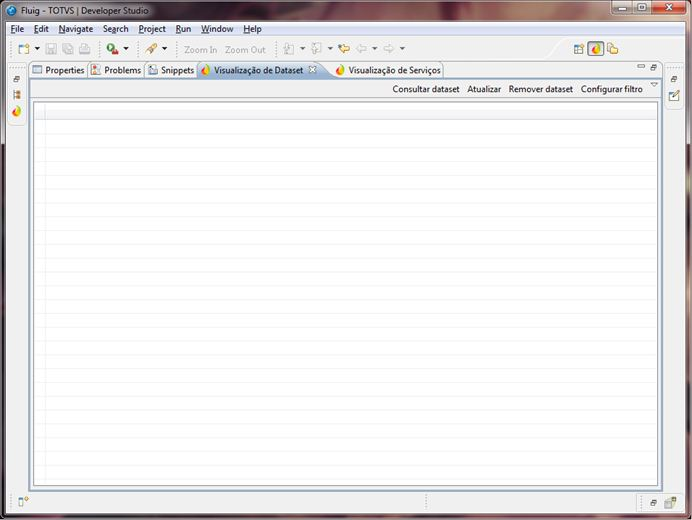 Fluig - TOTVS | Developer Studio
File Edit Navigate Search Project Run Window Help
Zoom In Zoom Out
Properties Problems Snippets Visualização de Dataset Visualização de Serviços
Consultar dataset Atualizar Remover dataset Configurar filtro